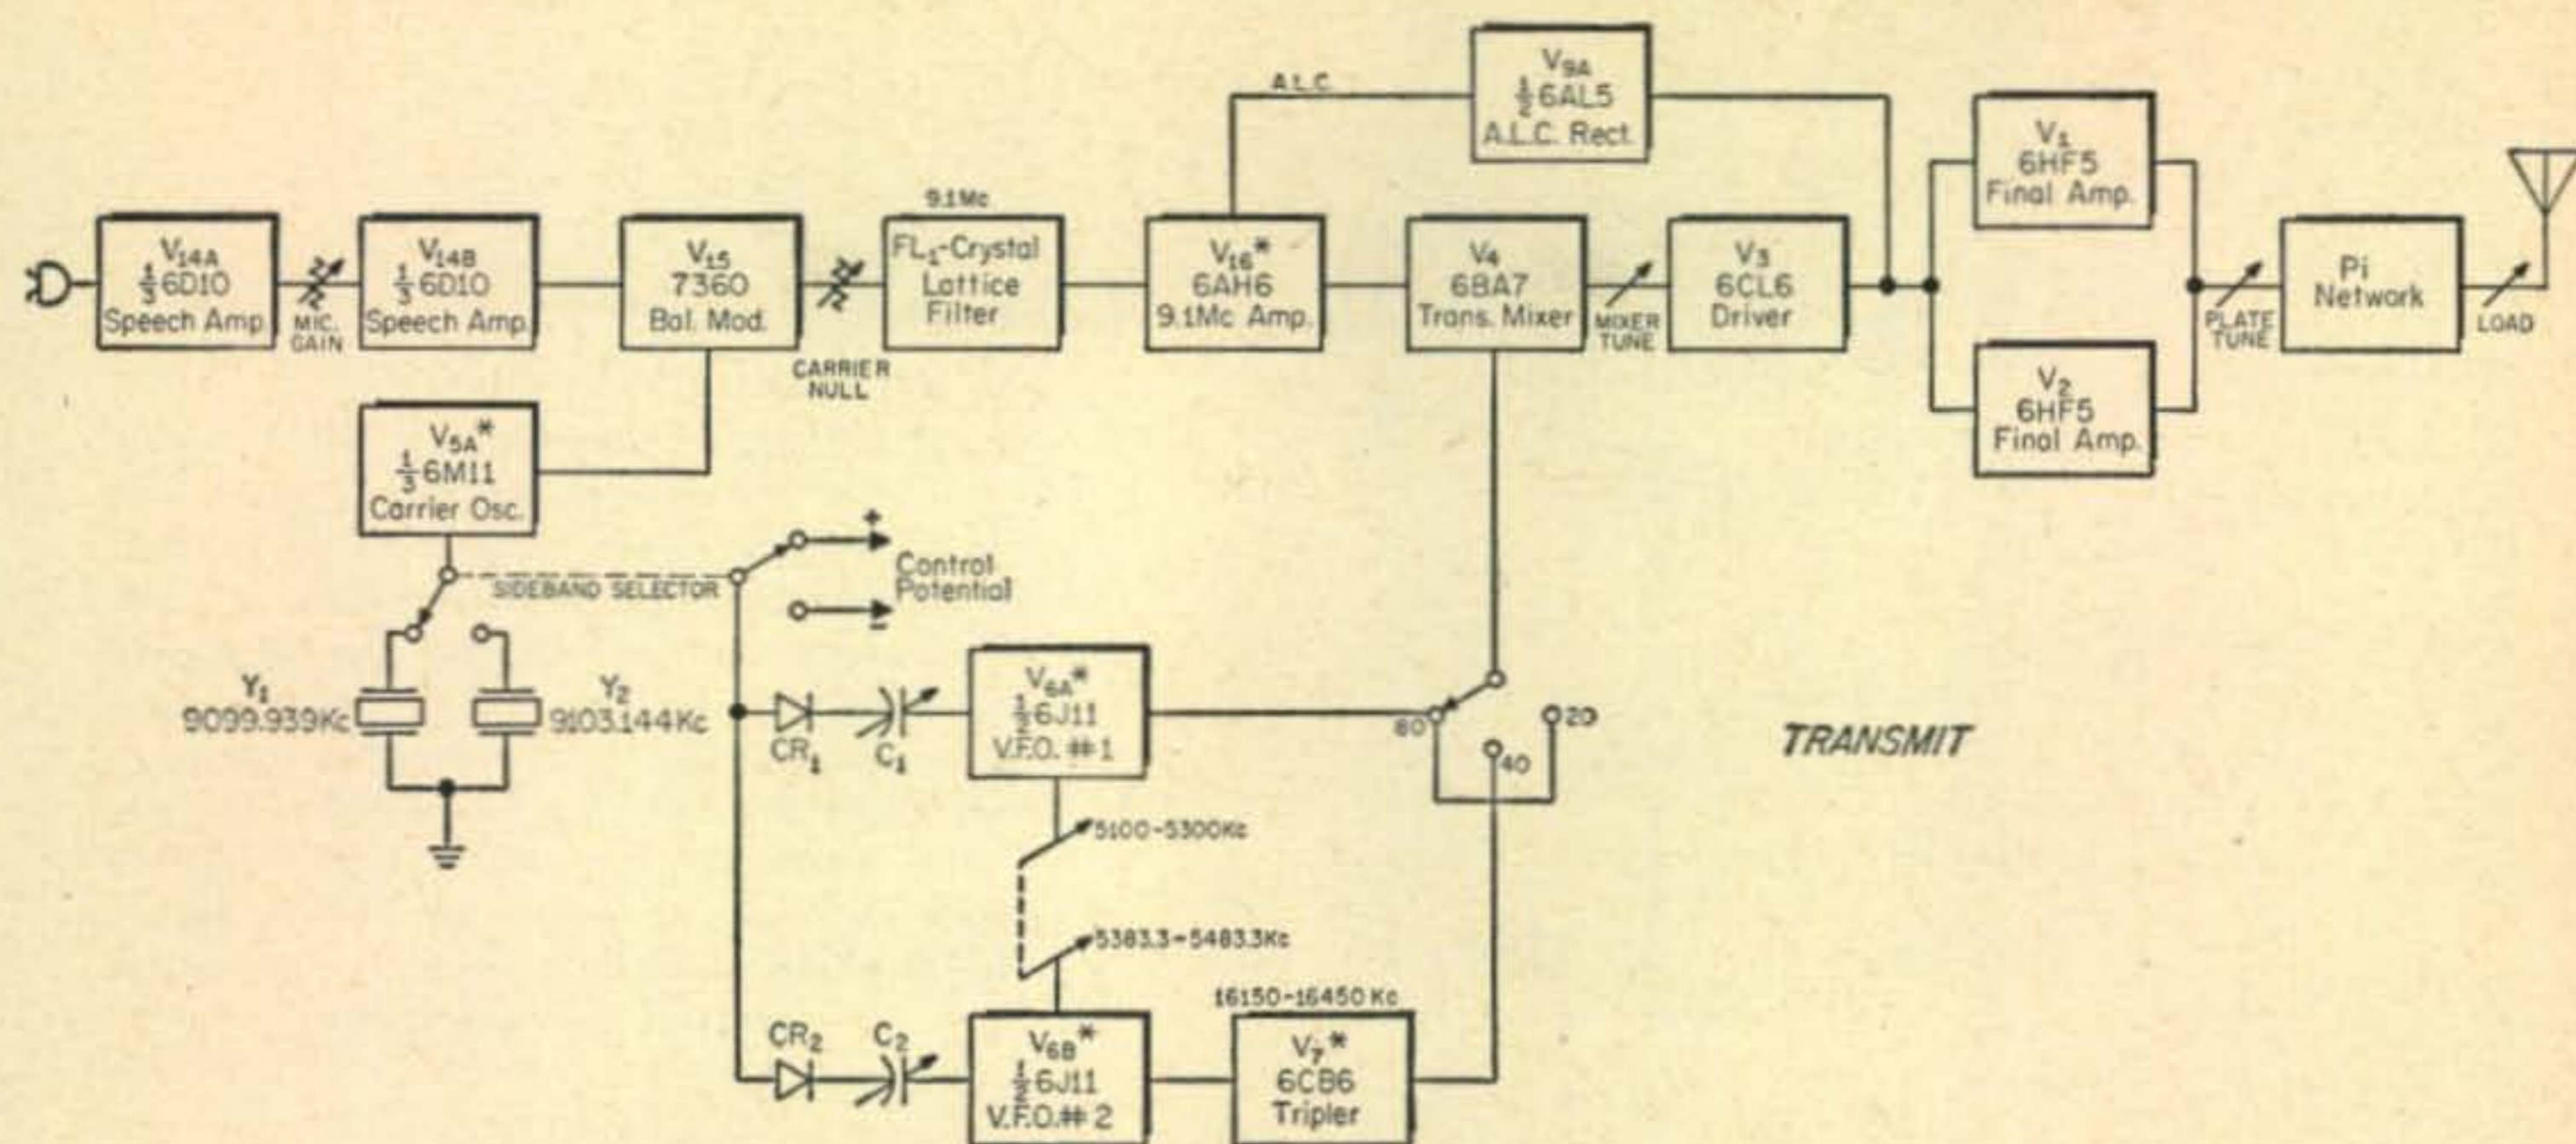 V9A
½ 6AL5
A.L.C. Rect.
A.L.C.
V1
6HF5
Final Amp.
9.1Mc
V14A
⅓ 6D10
Speech Amp.
MIC.
GAIN
V14B
⅓ 6D10
Speech Amp.
V15
7360
Bal. Mod.
CARRIER
NULL
FL1-Crystal
Lattice
Filter
V16*
6AH6
9.1Mc Amp.
V4
6BA7
Trans. Mixer
MIXER
TUNE
V3
6CL6
Driver
PLATE
TUNE
Pi
Network
LOAD
V2
6HF5
Final Amp.
V5A*
⅓ 6M11
Carrier Osc.
SIDEBAND SELECTOR
+
Control
Potential
-
Y1
9099.939Kc
Y2
9103.144Kc
CR1
C1
V6A*
½ 6J11
V.F.O. #1
80
40
20
TRANSMIT
5100-5300Kc
5383.3-5483.3Kc
16150-16450 Kc
CR2
C2
V6B*
½ 6J11
V.F.O. #2
V7*
6CB6
Tripler